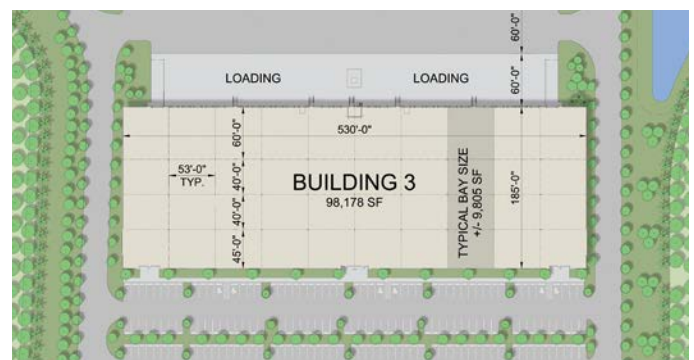 60'-0"
LOADING
LOADING
60'-0"
530'-0"
60'-0"
53'-0"
TYP.
40'-0"
BUILDING 3
98,178 SF
TYPICAL BAY SIZE
+/- 9,805 SF
185'-0"
40'-0"
45'-0"